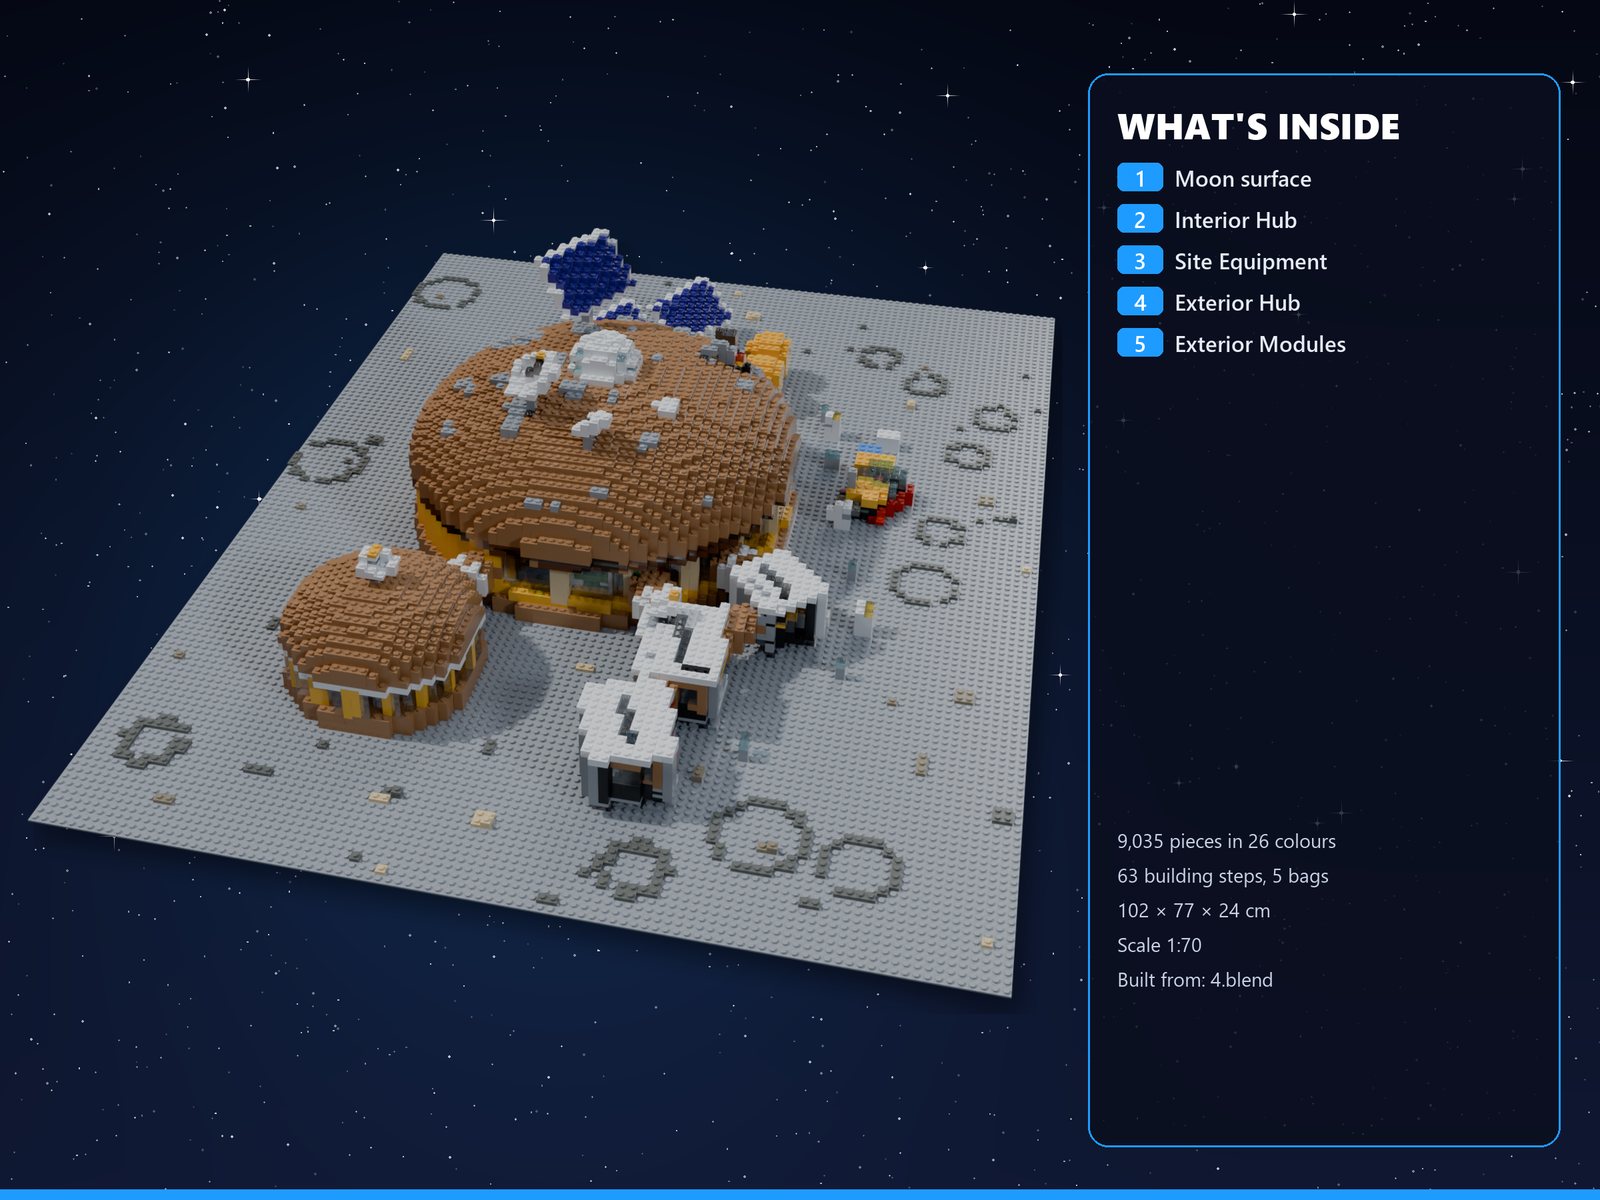 WHAT'S INSIDE
1 Moon surface
2 Interior Hub
3 Site Equipment
4 Exterior Hub
5 Exterior Modules
9,035 pieces in 26 colours
63 building steps, 5 bags
102 × 77 × 24 cm
Scale 1:70
Built from: 4.blend